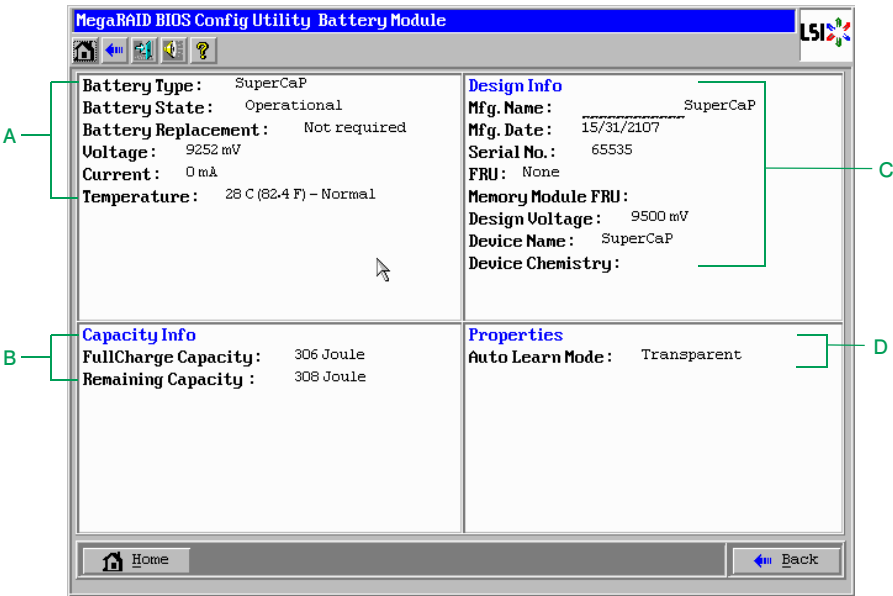 MegaRAID BIOS Config Utility Battery Module
LSI
A
Battery Type: SuperCaP
Battery State: Operational
Battery Replacement: Not required
Voltage: 9252 mV
Current: 0 mA
Temperature: 28 C (82.4 F) – Normal
Design Info
Mfg. Name: SuperCaP
Mfg. Date: 15/31/2107
Serial No.: 65535
FRU: None
Memory Module FRU:
Design Voltage: 9500 mV
Device Name: SuperCaP
Device Chemistry:
C
B
Capacity Info
FullCharge Capacity: 306 Joule
Remaining Capacity : 308 Joule
Properties
Auto Learn Mode: Transparent
D
Home
Back